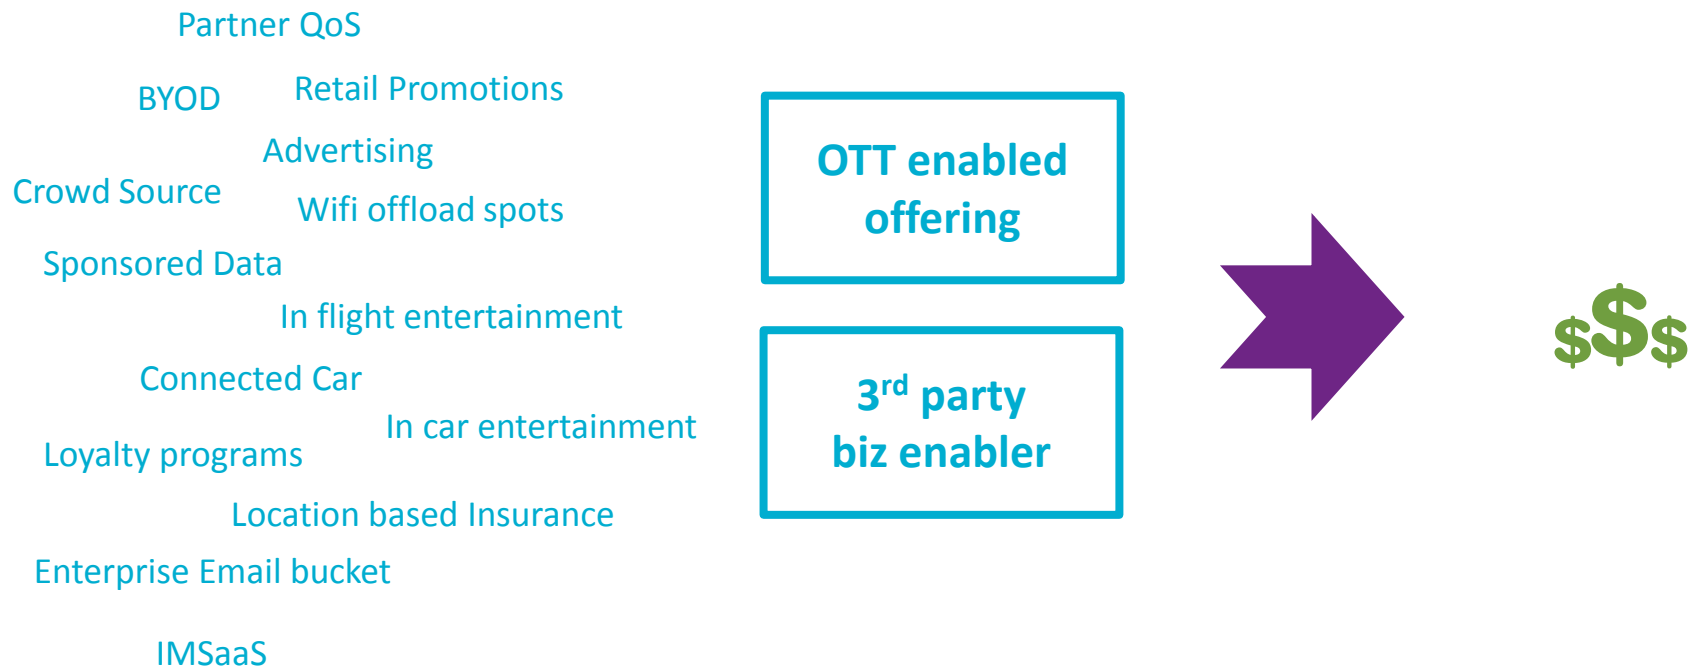 Partner QoS
BYOD
Retail Promotions
Advertising
Crowd Source
Wifi offload spots
Sponsored Data
In flight entertainment
Connected Car
In car entertainment
Loyalty programs
Location based Insurance
Enterprise Email bucket
IMSaaS
OTT enabled
offering
3rd party
biz enabler
$$$